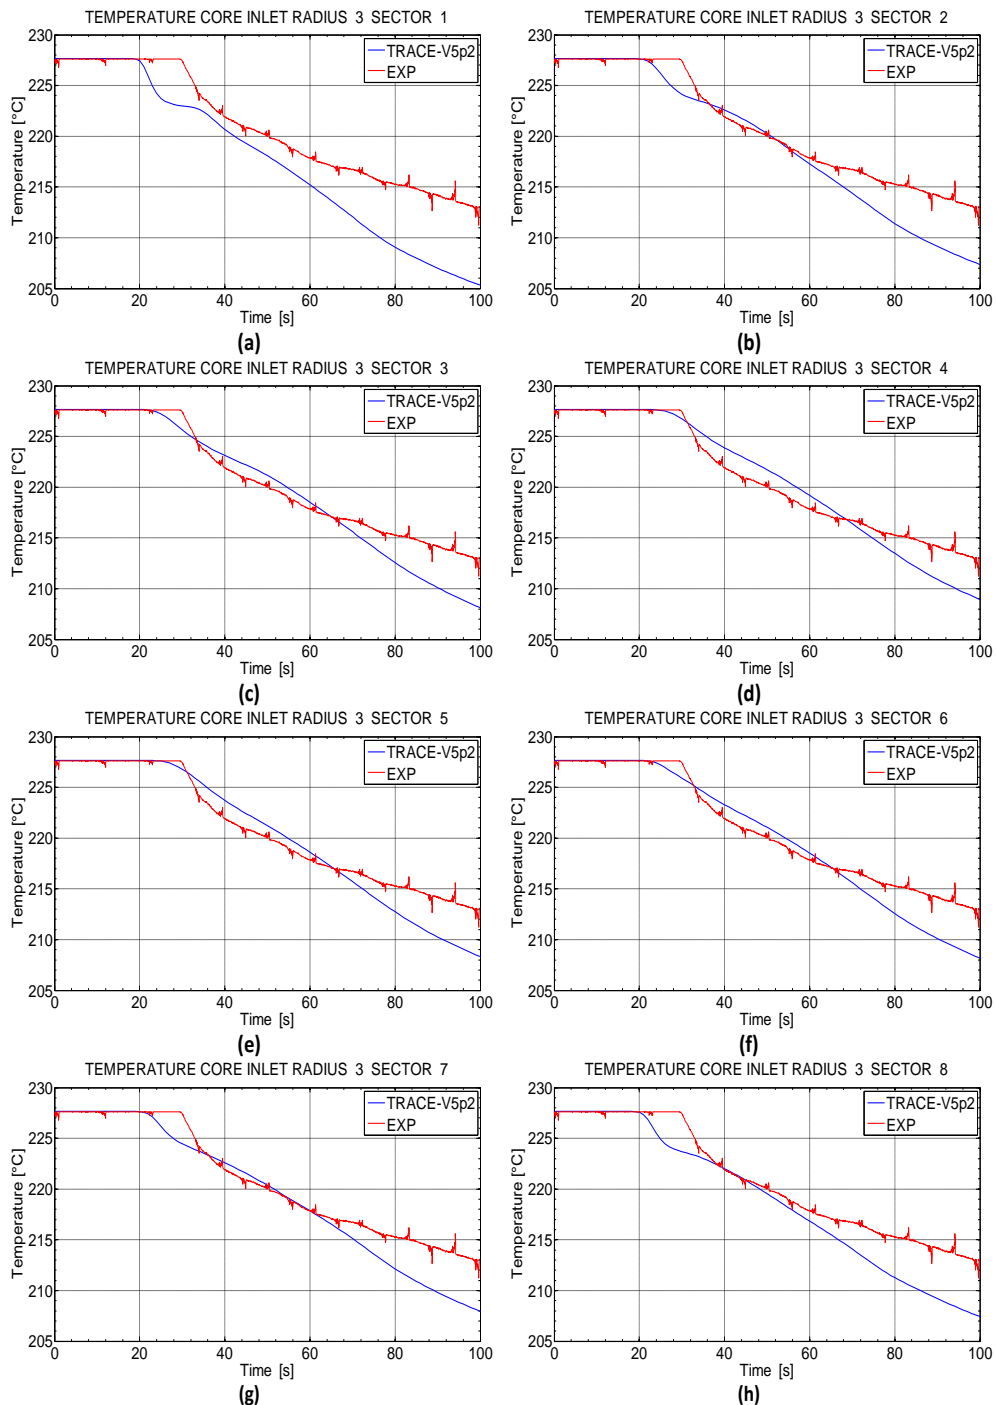 TEMPERATURE CORE INLET RADIUS 3 SECTOR 1
230
225
220
215
210
205
Temperature [°C]
TRACE-V5p2
EXP
0 20 40 60 80 100
Time [s]
(a)
TEMPERATURE CORE INLET RADIUS 3 SECTOR 2
230
225
220
215
210
205
Temperature [°C]
TRACE-V5p2
EXP
0 20 40 60 80 100
Time [s]
(b)
TEMPERATURE CORE INLET RADIUS 3 SECTOR 3
230
225
220
215
210
205
Temperature [°C]
TRACE-V5p2
EXP
0 20 40 60 80 100
Time [s]
(c)
TEMPERATURE CORE INLET RADIUS 3 SECTOR 4
230
225
220
215
210
205
Temperature [°C]
TRACE-V5p2
EXP
0 20 40 60 80 100
Time [s]
(d)
TEMPERATURE CORE INLET RADIUS 3 SECTOR 5
230
225
220
215
210
205
Temperature [°C]
TRACE-V5p2
EXP
0 20 40 60 80 100
Time [s]
(e)
TEMPERATURE CORE INLET RADIUS 3 SECTOR 6
230
225
220
215
210
205
Temperature [°C]
TRACE-V5p2
EXP
0 20 40 60 80 100
Time [s]
(f)
TEMPERATURE CORE INLET RADIUS 3 SECTOR 7
230
225
220
215
210
205
Temperature [°C]
TRACE-V5p2
EXP
0 20 40 60 80 100
Time [s]
(g)
TEMPERATURE CORE INLET RADIUS 3 SECTOR 8
230
225
220
215
210
205
Temperature [°C]
TRACE-V5p2
EXP
0 20 40 60 80 100
Time [s]
(h)